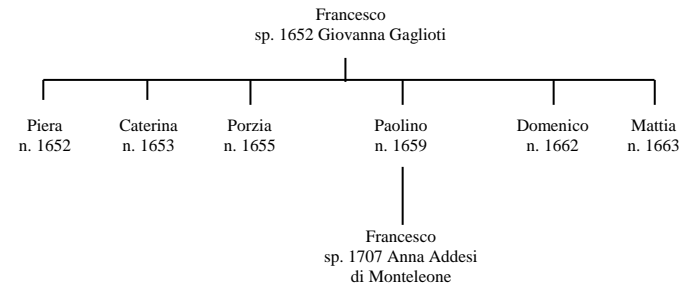 Francesco
sp. 1652 Giovanna Gaglioti
Piera
n. 1652
Caterina
n. 1653
Porzia
n. 1655
Paolino
n. 1659
Domenico
n. 1662
Mattia
n. 1663
Francesco
sp. 1707 Anna Addesi
di Monteleone